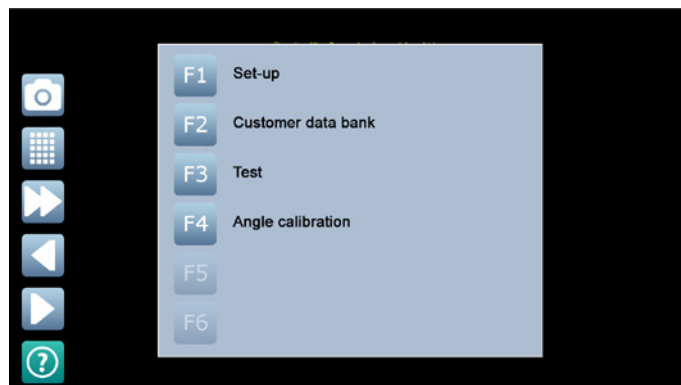 F1 Set-up
F2 Customer data bank
F3 Test
F4 Angle calibration
F5
F6
?